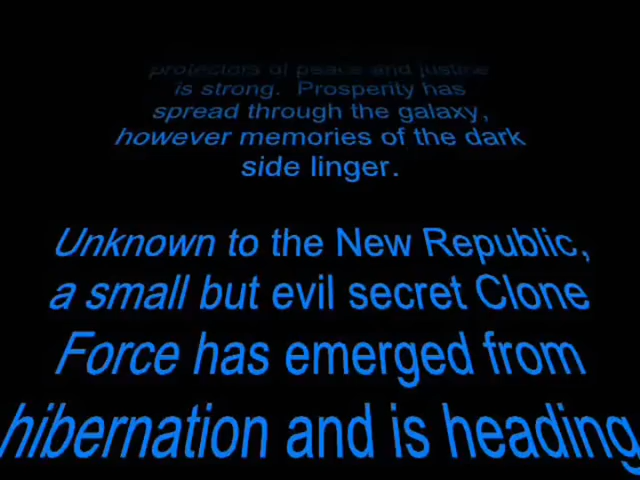 protectors of peace and justice
is strong. Prosperity has
spread through the galaxy,
however memories of the dark
side linger.
Unknown to the New Republic,
a small but evil secret Clone
Force has emerged from
hibernation and is heading